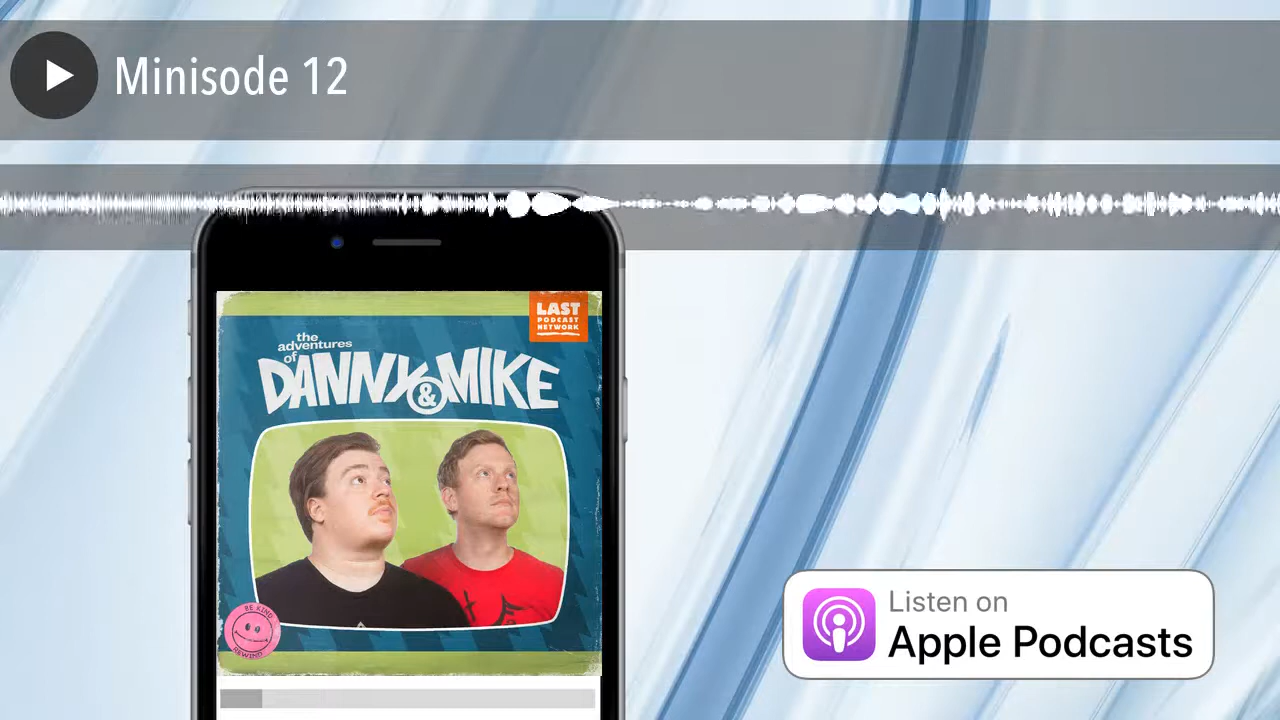 Minisode 12
LAST
PODCAST
NETWORK
the
adventures
of
DANNY & MIKE
BE KIND
REWIND
Listen on
Apple Podcasts